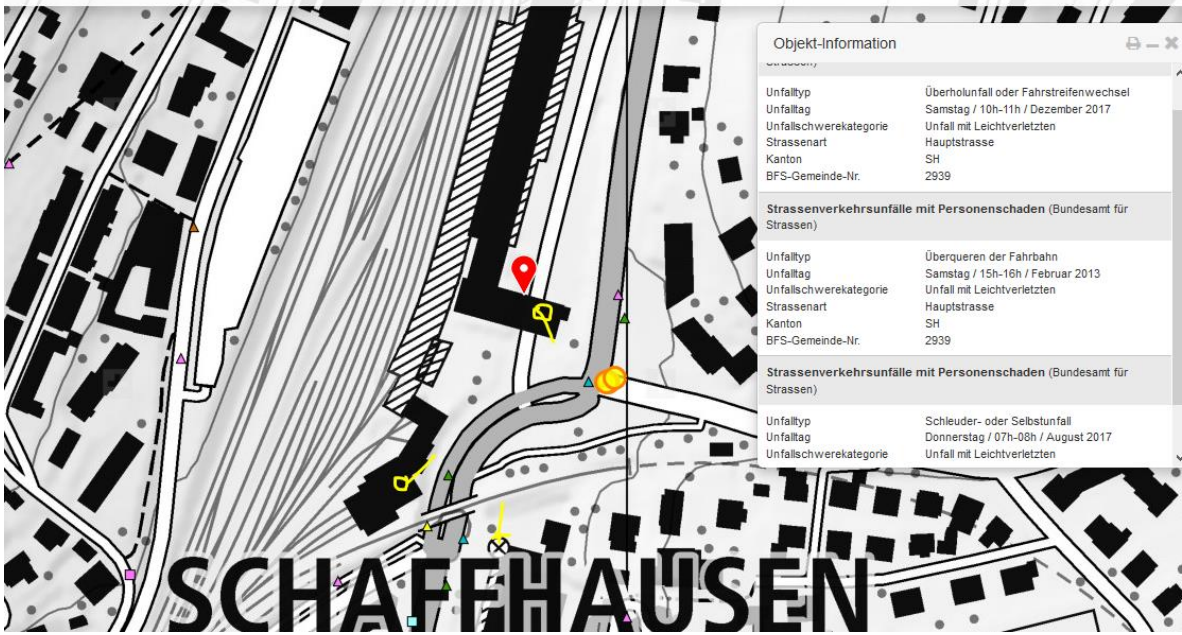 Objekt-Information
Strassen)
Unfalltyp Überholunfall oder Fahrstreifenwechsel
Unfalltag Samstag / 10h-11h / Dezember 2017
Unfallschwerekategorie Unfall mit Leichtverletzten
Strassenart Hauptstrasse
Kanton SH
BFS-Gemeinde-Nr. 2939
Strassenverkehrsunfälle mit Personenschaden (Bundesamt für
Strassen)
Unfalltyp Überqueren der Fahrbahn
Unfalltag Samstag / 15h-16h / Februar 2013
Unfallschwerekategorie Unfall mit Leichtverletzten
Strassenart Hauptstrasse
Kanton SH
BFS-Gemeinde-Nr. 2939
Strassenverkehrsunfälle mit Personenschaden (Bundesamt für
Strassen)
Unfalltyp Schleuder- oder Selbstunfall
Unfalltag Donnerstag / 07h-08h / August 2017
Unfallschwerekategorie Unfall mit Leichtverletzten
SCHAFFHAUSEN